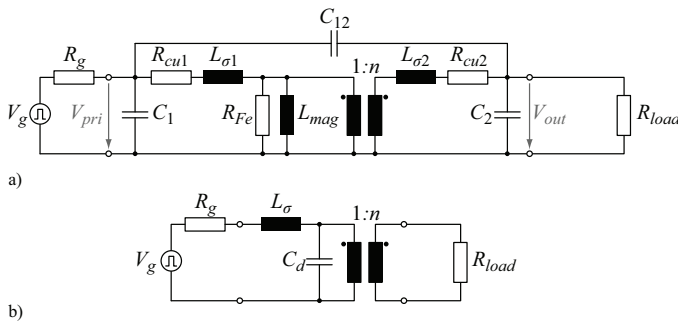 C12
Rg
Rcu1
Lσ1
1:n
Lσ2
Rcu2
Vg
Vpri
C1
RFe
Lmag
C2
Vout
Rload
a)
Rg
Lσ
1:n
Vg
Cd
Rload
b)